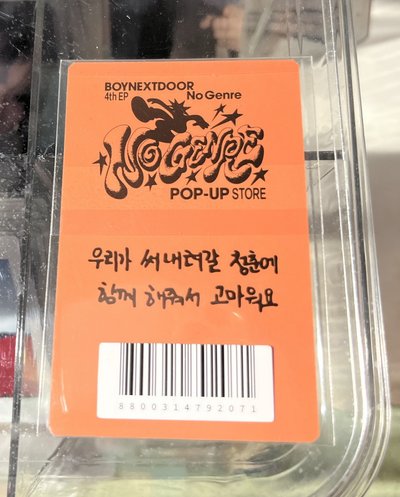 BOYNEXTDOOR
4th EP No Genre
NO GENRE
POP-UP STORE
우리가 써내려갈 청춘에
함께 해줘서 고마워요
8800314792071